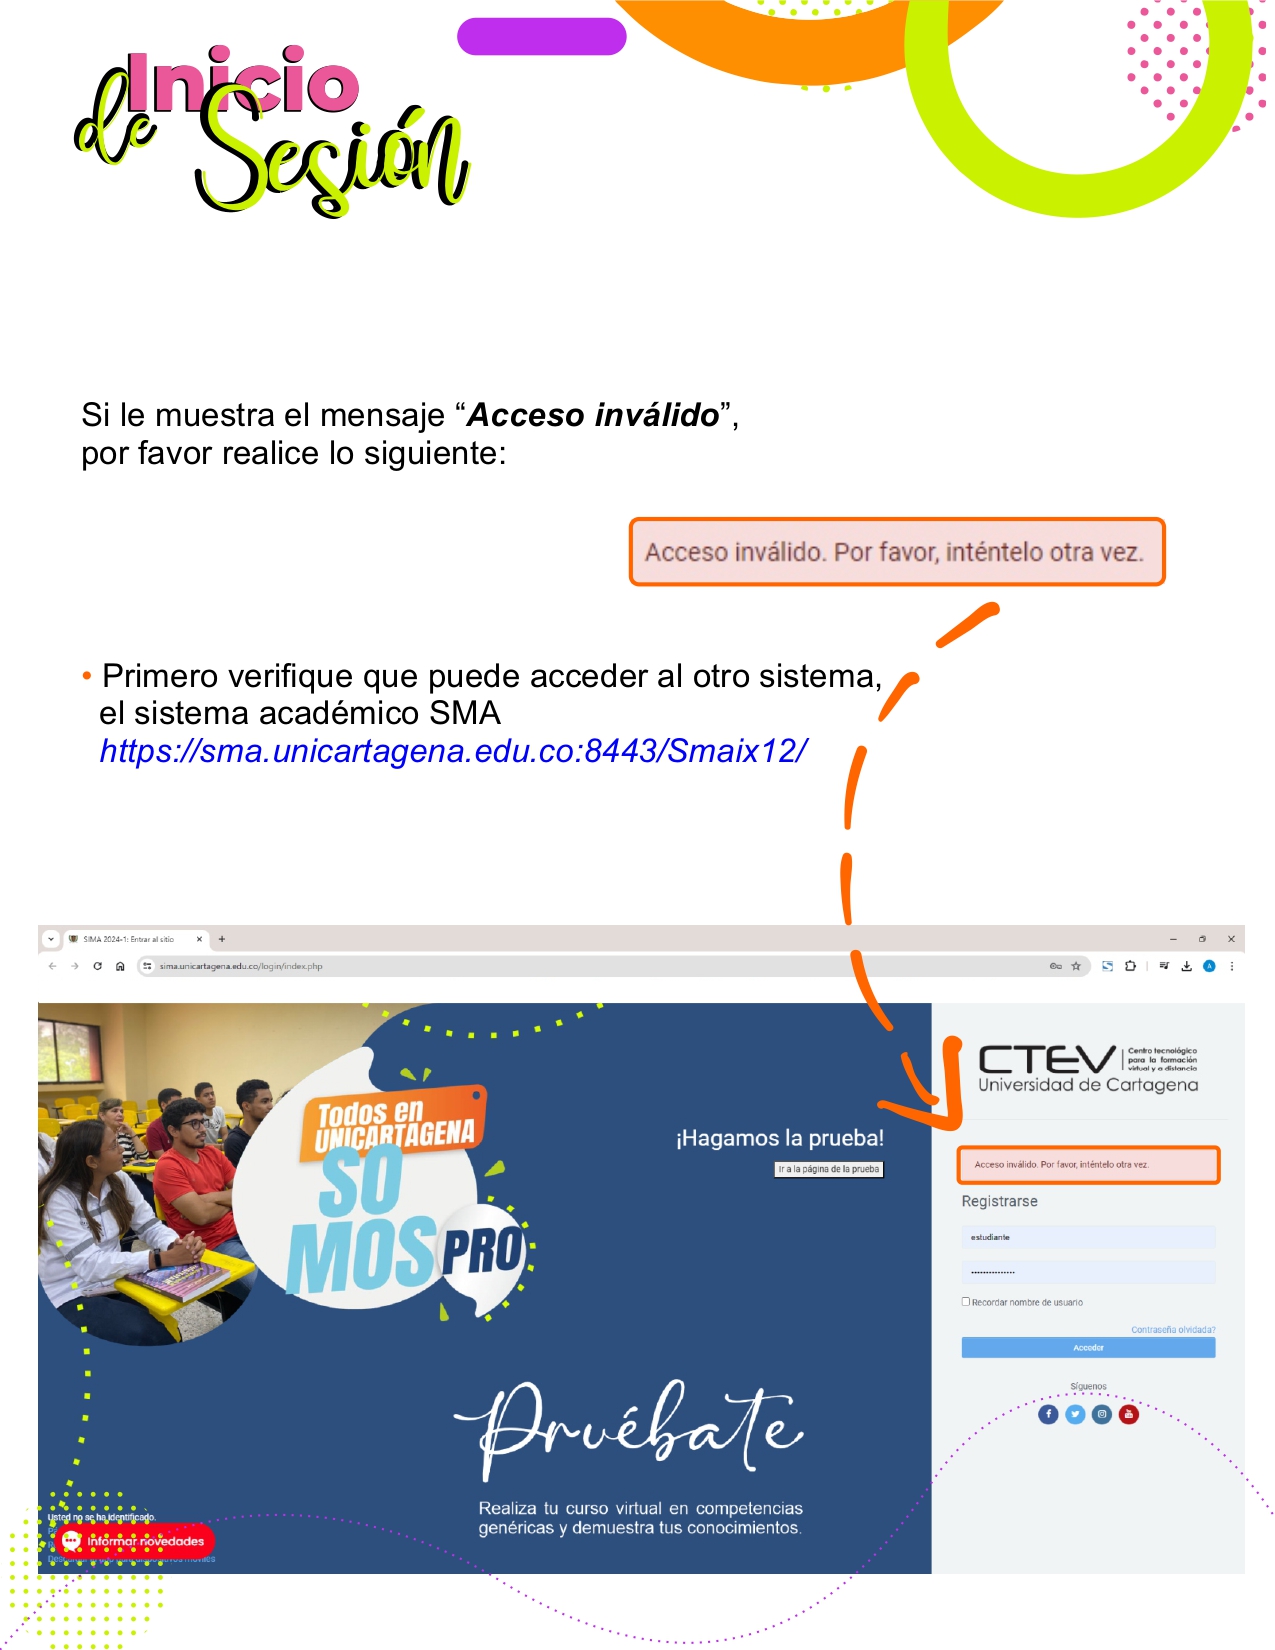 Inicio
de Sesión
Si le muestra el mensaje “Acceso inválido”,
por favor realice lo siguiente:
Acceso inválido. Por favor, inténtelo otra vez.
• Primero verifique que puede acceder al otro sistema,
el sistema académico SMA
https://sma.unicartagena.edu.co:8443/Smaix12/
SIMA 2024-1: Entrar al sitio
sima.unicartagena.edu.co/login/index.php
A
Todos en
UNICARTAGENA
SO
MOS PRO
¡Hagamos la prueba!
Ir a la página de la prueba
Pruébate
Realiza tu curso virtual en competencias
genéricas y demuestra tus conocimientos.
Usted no se ha identificado.
Informar novedades
CTEV
Centro tecnológico
para la formación
virtual y a distancia
Universidad de Cartagena
Acceso inválido. Por favor, inténtelo otra vez.
Registrarse
estudiante
Recordar nombre de usuario
Contraseña olvidada?
Acceder
Síguenos